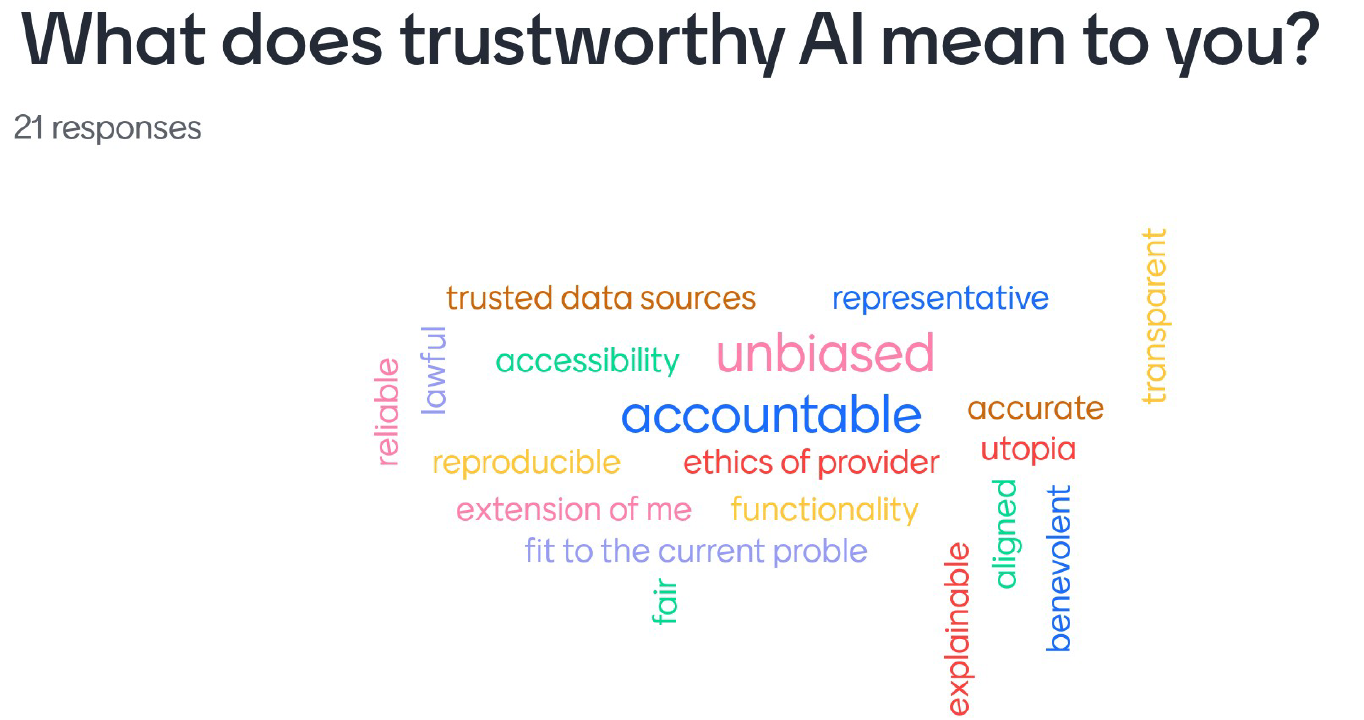 What does trustworthy AI mean to you?
21 responses
trusted data sources
representative
transparent
lawful
reliable
accessibility
unbiased
accountable
accurate
utopia
reproducible
ethics of provider
extension of me
functionality
aligned
benevolent
fit to the current proble
explainable
fair